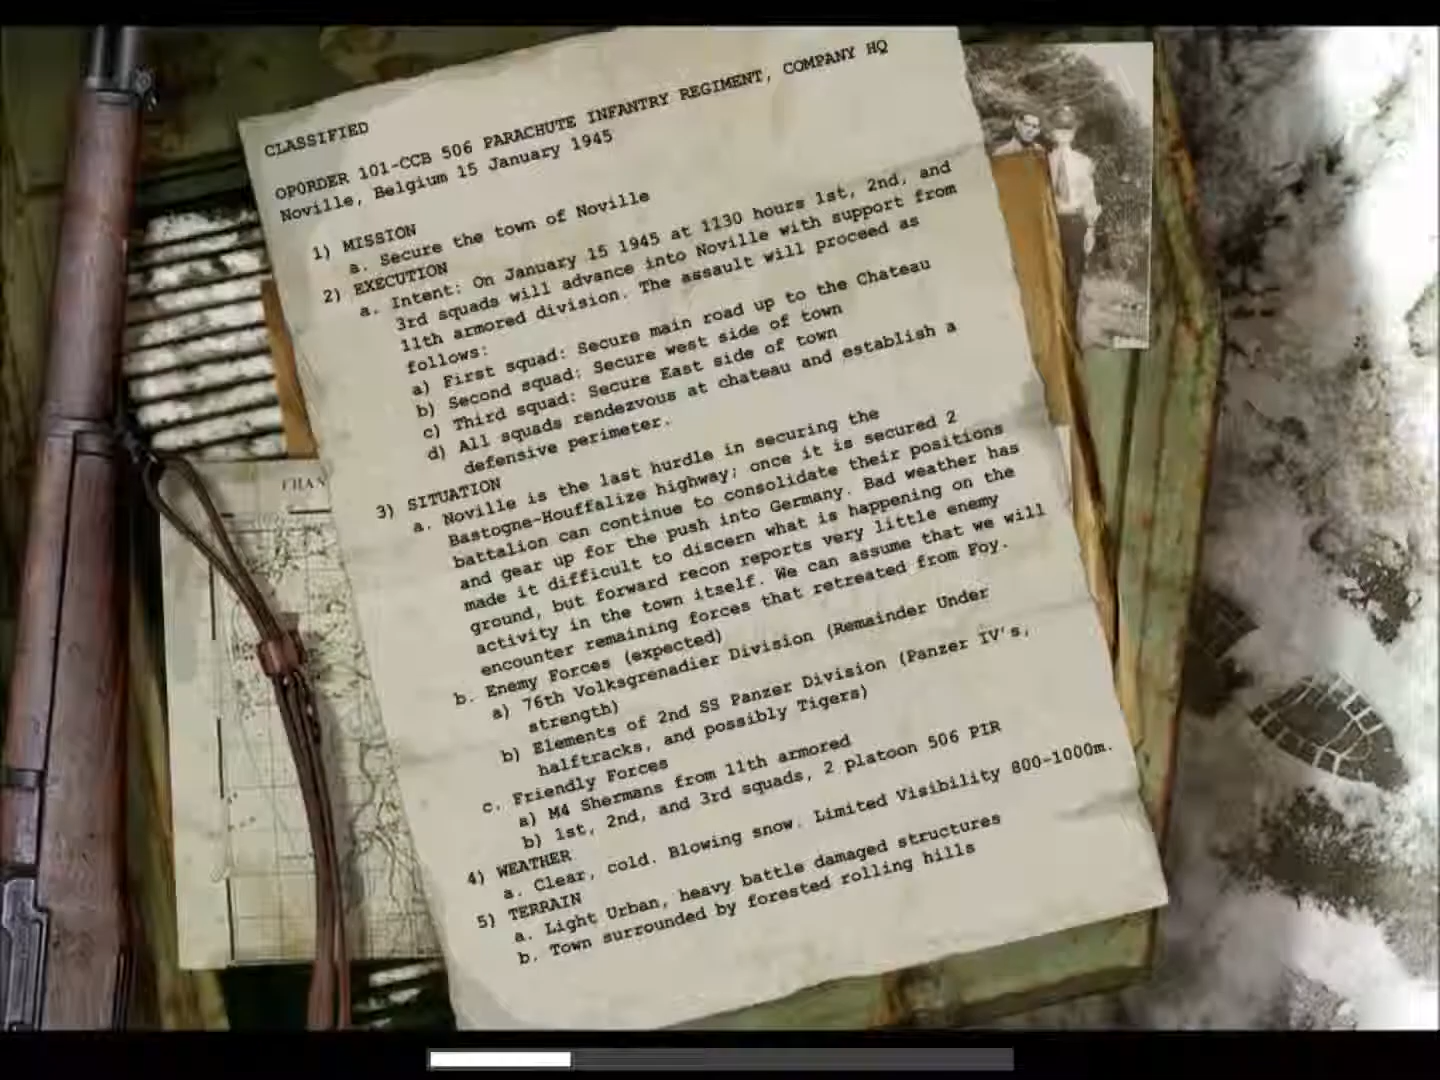 CLASSIFIED
OPORDER 101-CCB 506 PARACHUTE INFANTRY REGIMENT, COMPANY HQ
Noville, Belgium 15 January 1945
1) MISSION
a. Secure the town of Noville
2) EXECUTION
a. Intent: On January 15 1945 at 1130 hours 1st, 2nd, and
3rd squads will advance into Noville with support from
11th armored division. The assault will proceed as
follows:
a) First squad: Secure main road up to the Chateau
b) Second squad: Secure west side of town
c) Third squad: Secure East side of town
d) All squads rendezvous at chateau and establish a
defensive perimeter.
3) SITUATION
a. Noville is the last hurdle in securing the
Bastogne-Houffalize highway; once it is secured 2
battalion can continue to consolidate their positions
and gear up for the push into Germany. Bad weather has
made it difficult to discern what is happening on the
ground, but forward recon reports very little enemy
activity in the town itself. We can assume that we will
encounter remaining forces that retreated from Foy.
b. Enemy Forces (expected)
a) 76th Volksgrenadier Division (Remainder Under
strength)
b) Elements of 2nd SS Panzer Division (Panzer IV's,
halftracks, and possibly Tigers)
c. Friendly Forces
a) M4 Shermans from 11th armored
b) 1st, 2nd, and 3rd squads, 2 platoon 506 PIR
4) WEATHER
a. Clear, cold. Blowing snow. Limited Visibility 800-1000m.
5) TERRAIN
a. Light Urban, heavy battle damaged structures
b. Town surrounded by forested rolling hills